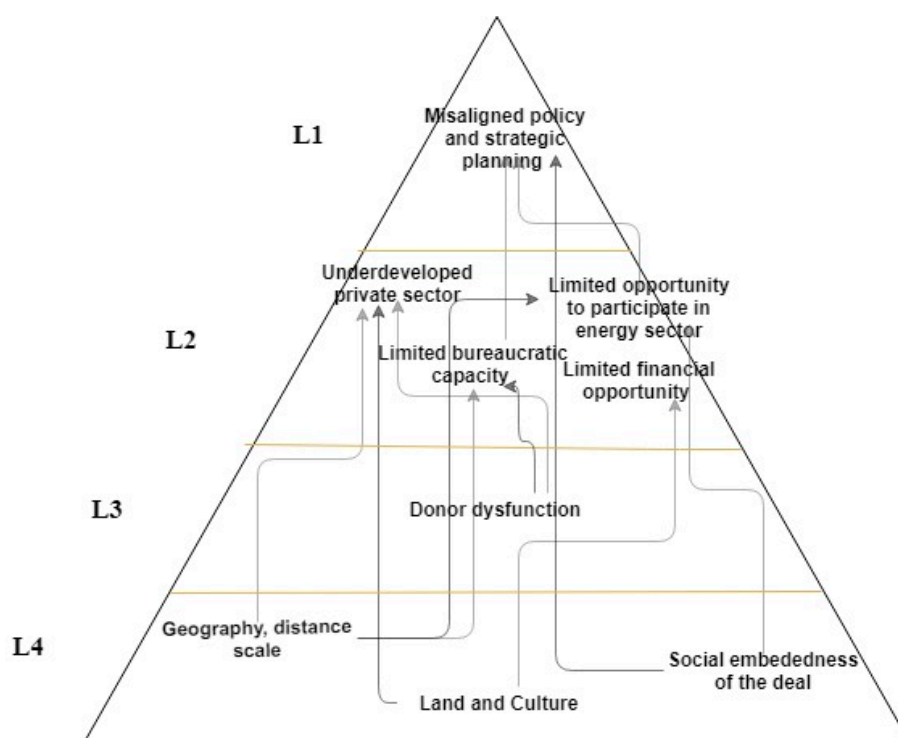 L1
Misaligned policy
and strategic
planning
L2
Underdeveloped
private sector
Limited opportunity
to participate in
energy sector
Limited bureaucratic
capacity
Limited financial
opportunity
L3
Donor dysfunction
L4
Geography, distance
scale
Social embededness
of the deal
Land and Culture